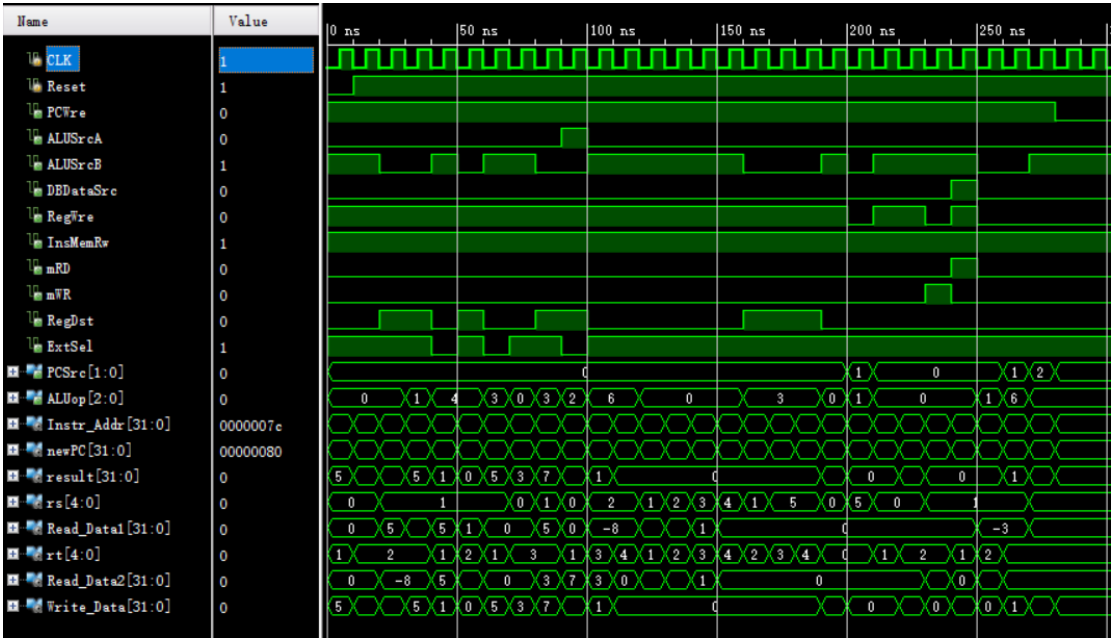 Name Value
0 ns 50 ns 100 ns 150 ns 200 ns 250 ns
CLK 1
Reset 1
PCWre 0
ALUSrcA 0
ALUSrcB 1
DBDataSrc 0
RegWre 0
InsMemRw 1
mRD 0
mWR 0
RegDst 0
ExtSel 1
PCSrc[1:0] 0 0 1 0 1 2
ALUop[2:0] 0 0 1 4 3 0 3 2 6 0 3 0 1 0 1 6
Instr_Addr[31:0] 0000007c
newPC[31:0] 00000080
result[31:0] 0 5 5 1 0 5 3 7 1 0 0 0 1
rs[4:0] 0 0 1 0 1 0 2 1 2 3 4 1 5 0 5 0 1
Read_Data1[31:0] 0 0 5 5 1 0 5 0 -8 1 0 -3
rt[4:0] 0 1 2 1 2 1 3 1 3 4 1 2 3 4 2 3 4 0 1 2 1 2
Read_Data2[31:0] 0 0 -8 5 0 3 7 3 0 1 0 0
Write_Data[31:0] 0 5 5 1 0 5 3 7 1 0 0 0 0 1